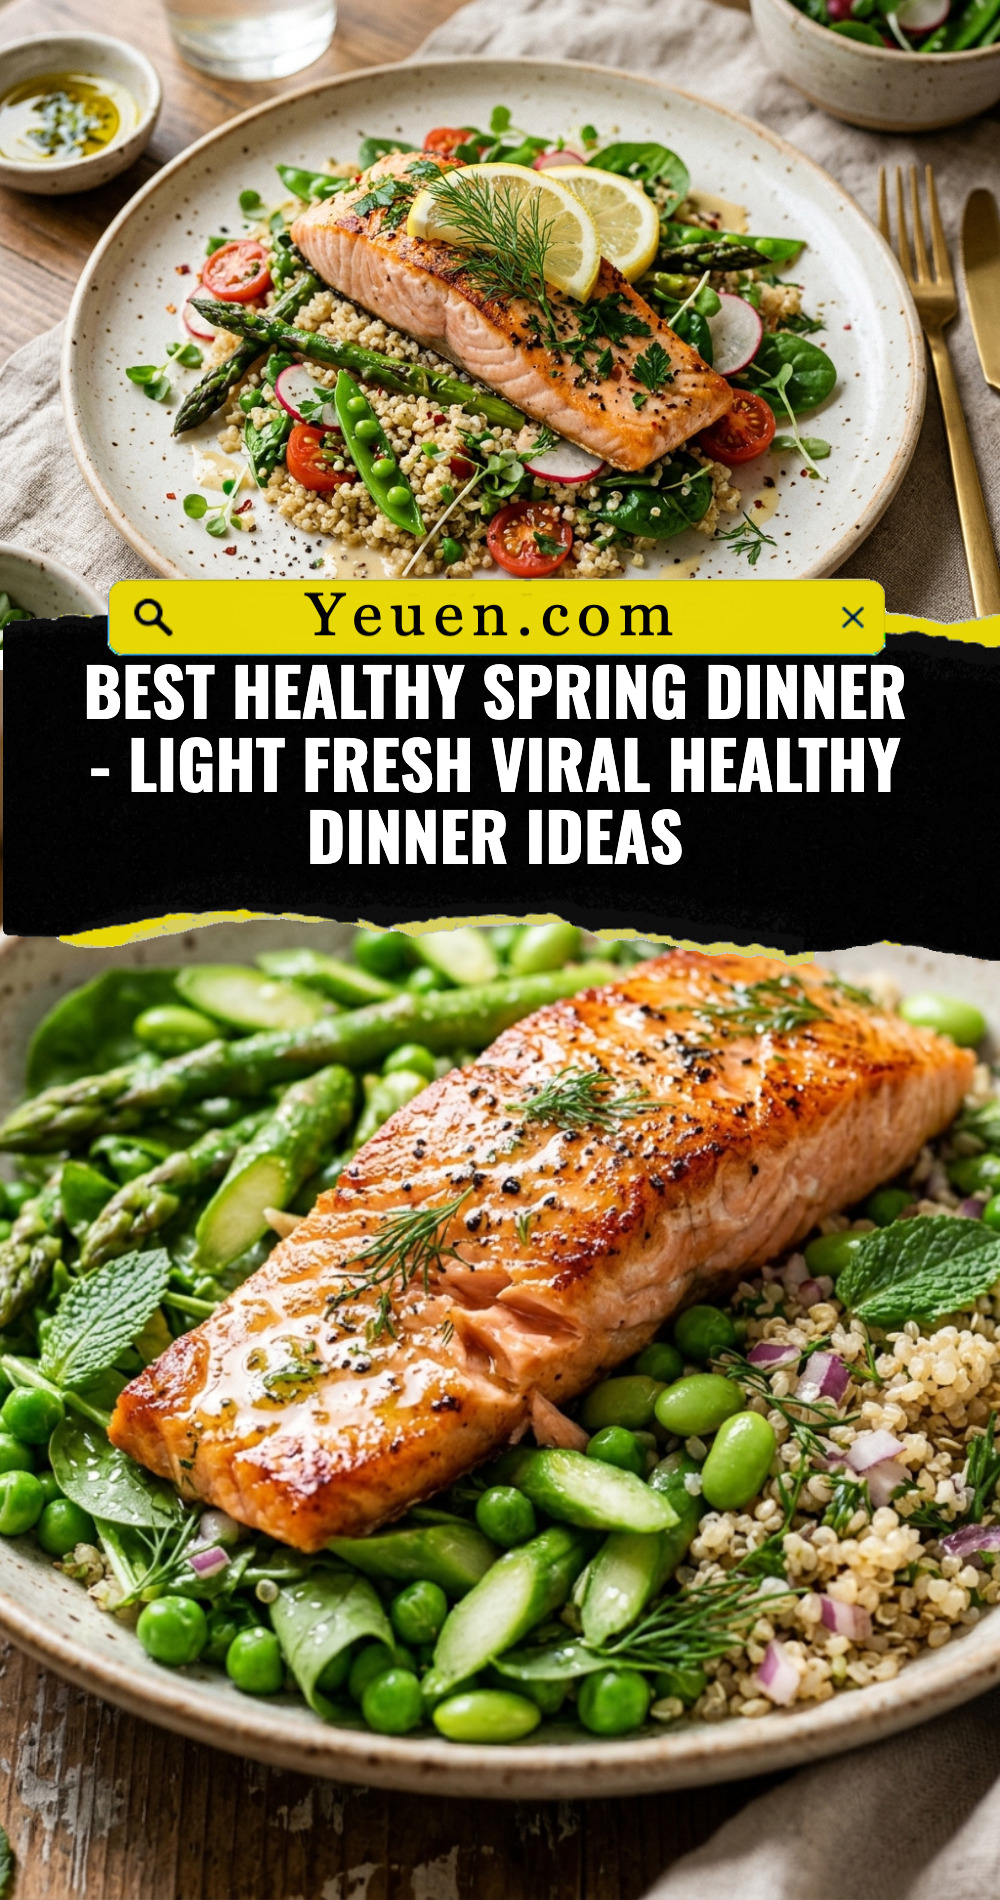 Yeuen.com
BEST HEALTHY SPRING DINNER
- LIGHT FRESH VIRAL HEALTHY
DINNER IDEAS